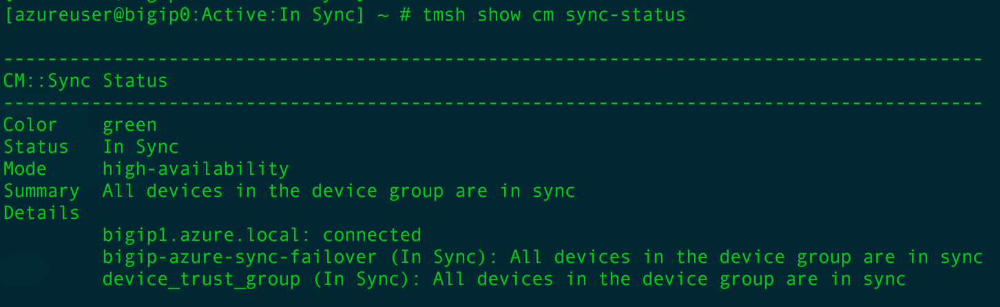 [azureuser@bigip0:Active:In Sync] ~ # tmsh show cm sync-status
-----------------------------------------------------------------------------------------
CM::Sync Status
-----------------------------------------------------------------------------------------
Color    green
Status   In Sync
Mode     high-availability
Summary  All devices in the device group are in sync
Details
         bigip1.azure.local: connected
         bigip-azure-sync-failover (In Sync): All devices in the device group are in sync
         device_trust_group (In Sync): All devices in the device group are in sync